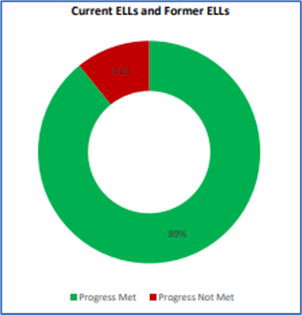 Current ELLs and Former ELLs
11%
89%
Progress Met Progress Not Met